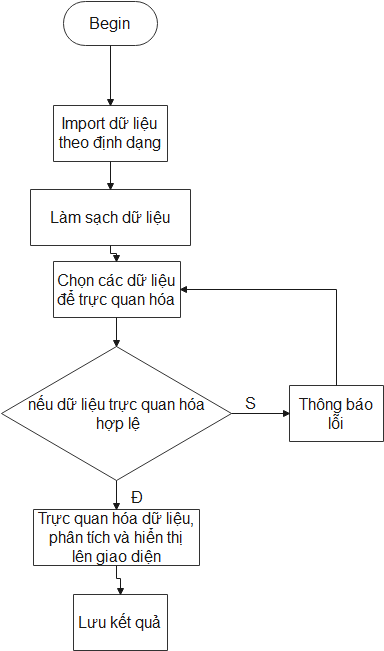 Begin
Import dữ liệu
theo định dạng
Làm sạch dữ liệu
Chọn các dữ liệu
để trực quan hóa
nếu dữ liệu trực quan hóa
hợp lệ
S
Thông báo
lỗi
Đ
Trực quan hóa dữ liệu,
phân tích và hiển thị
lên giao diện
Lưu kết quả